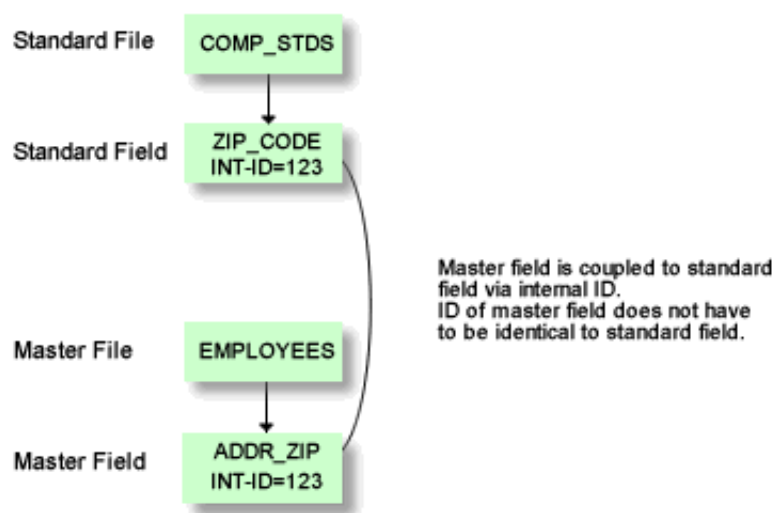 Standard File
COMP_STDS
Standard Field
ZIP_CODE
INT-ID=123
Master field is coupled to standard
field via internal ID.
ID of master field does not have
to be identical to standard field.
Master File
EMPLOYEES
Master Field
ADDR_ZIP
INT-ID=123